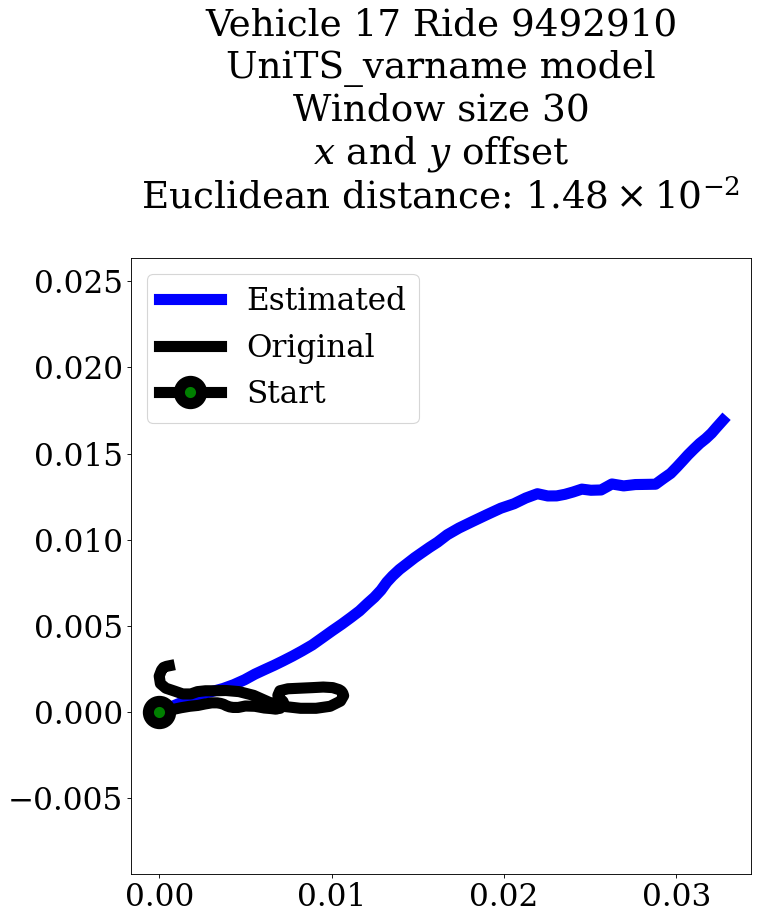 Vehicle 17 Ride 9492910
UniTS_varname model
Window size 30
x and y offset
Euclidean distance: 1.48 × 10⁻²
Estimated
Original
Start
0.025
0.020
0.015
0.010
0.005
0.000
−0.005
0.00 0.01 0.02 0.03